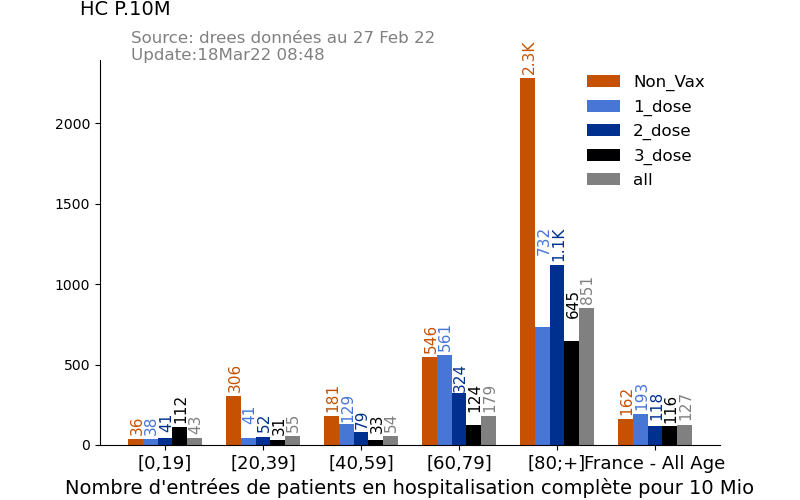 HC P.10M
Source: drees données au 27 Feb 22
Update:18Mar22 08:48
Non_Vax
1_dose
2_dose
3_dose
all
2000
1500
1000
500
0
36 38 41 112 43
306 41 52 31 55
181 129 79 33 54
546 561 324 124 179
2.3K 732 1.1K 645 851
162 193 118 116 127
[0,19] [20,39] [40,59] [60,79] [80;+] France - All Age
Nombre d'entrées de patients en hospitalisation complète pour 10 Mio